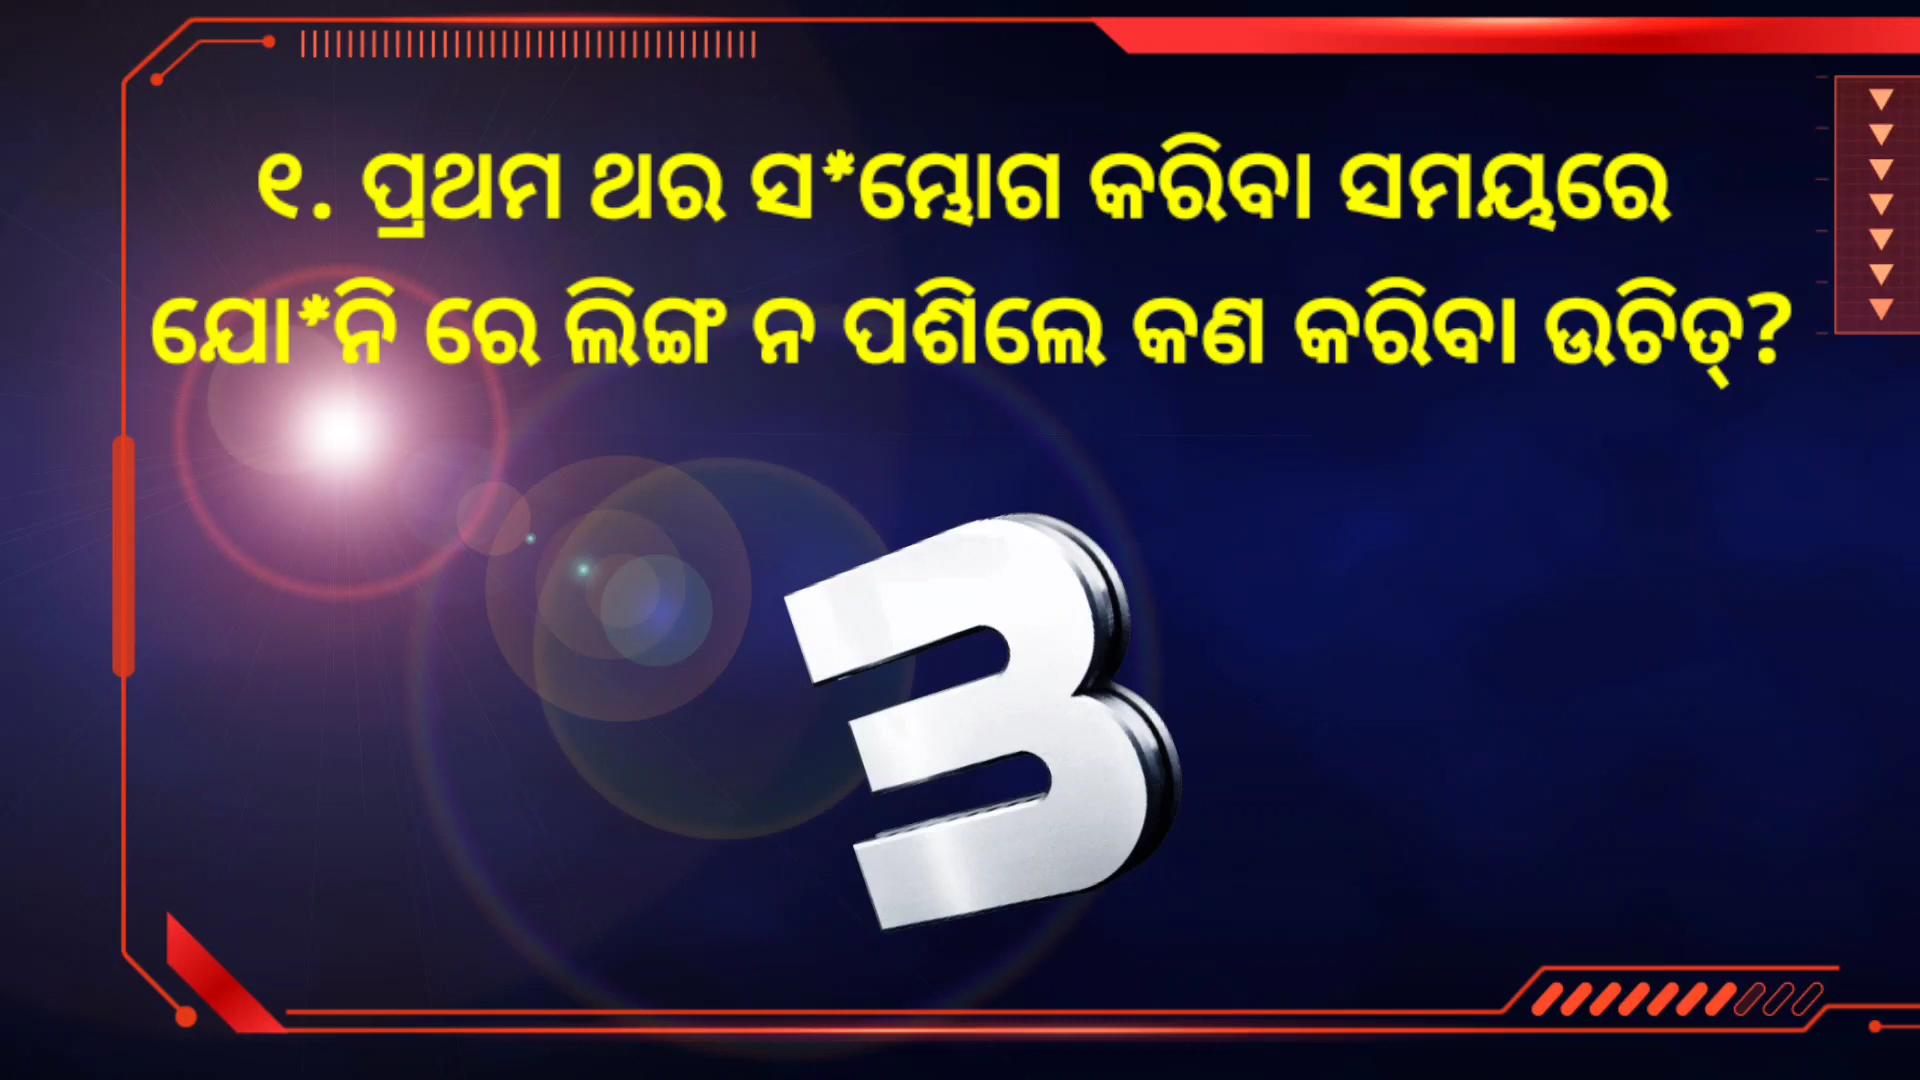 ୧. ପ୍ରଥମ ଥର ସ*ମ୍ଭୋଗ କରିବା ସମୟରେ
ଯୋ*ନି ରେ ଲିଙ୍ଗ ନ ପଶିଲେ କଣ କରିବା ଉଚିତ୍?
3